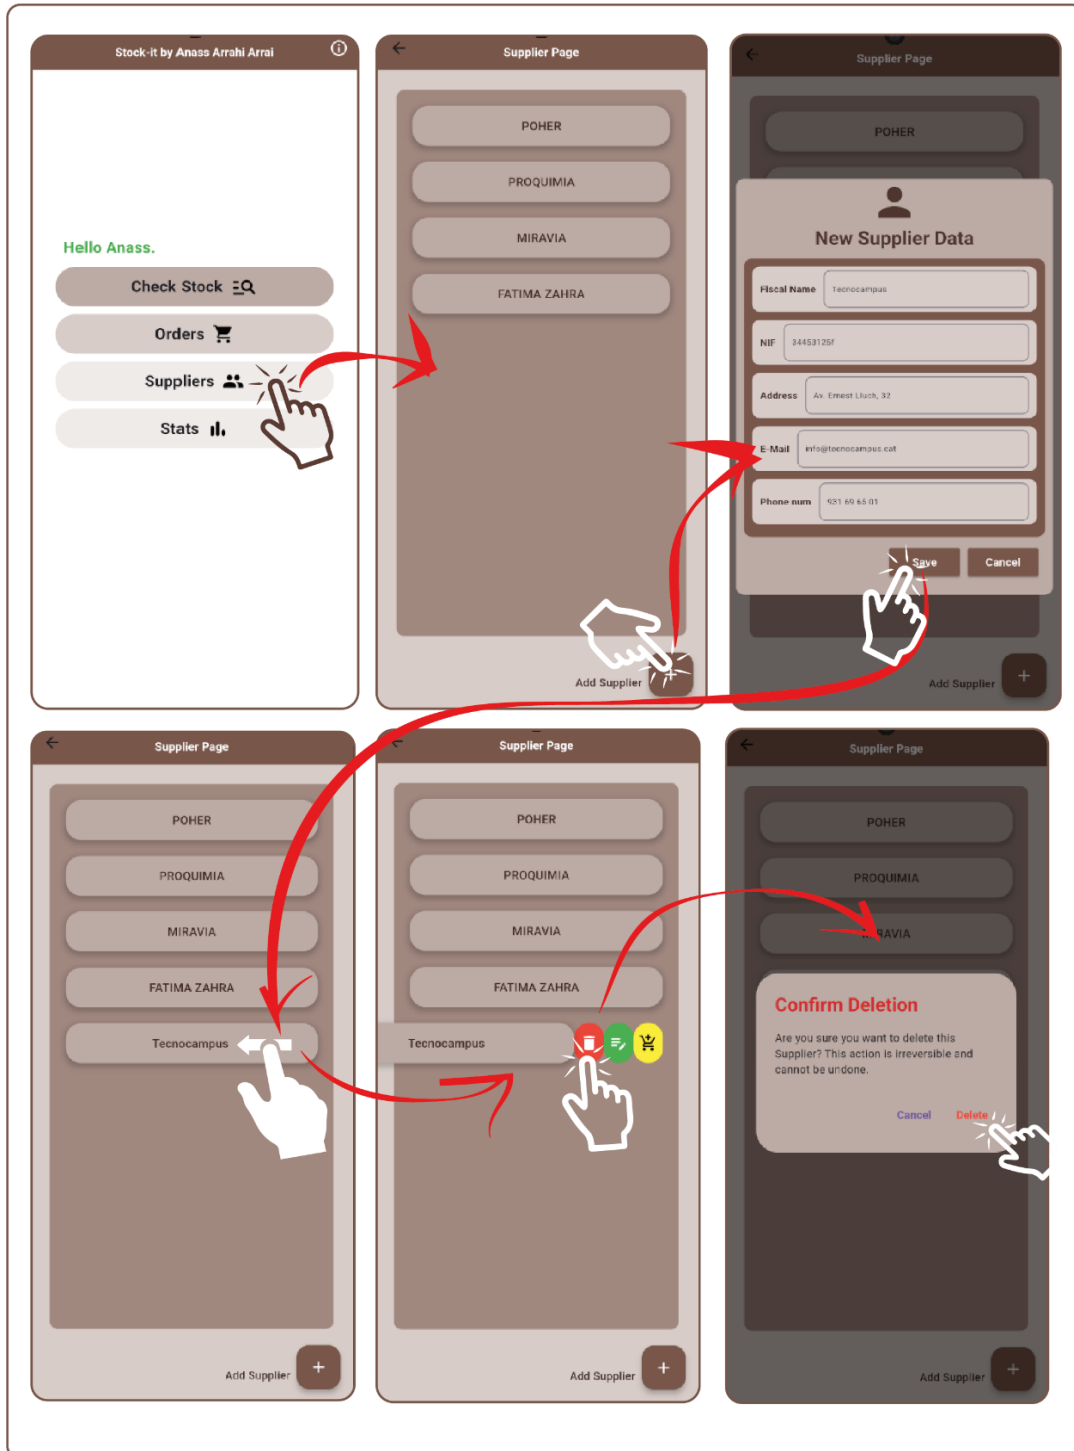 Stock-it by Anass Arrahi Arrai
Hello Anass.
Check Stock
Orders
Suppliers
Stats
Supplier Page
POHER
PROQUIMIA
MIRAVIA
FATIMA ZAHRA
Add Supplier
Supplier Page
POHER
New Supplier Data
Fiscal Name Tecnocampus
NIF 34453125f
Address Av. Ernest Lluch, 32
E-Mail info@tecnocampus.cat
Phone num 931 69 65 01
Save Cancel
Add Supplier
Supplier Page
POHER
PROQUIMIA
MIRAVIA
FATIMA ZAHRA
Tecnocampus
Add Supplier
Supplier Page
POHER
PROQUIMIA
MIRAVIA
FATIMA ZAHRA
Tecnocampus
Add Supplier
Supplier Page
POHER
PROQUIMIA
MIRAVIA
Confirm Deletion
Are you sure you want to delete this
Supplier? This action is irreversible and
cannot be undone.
Cancel Delete
Add Supplier